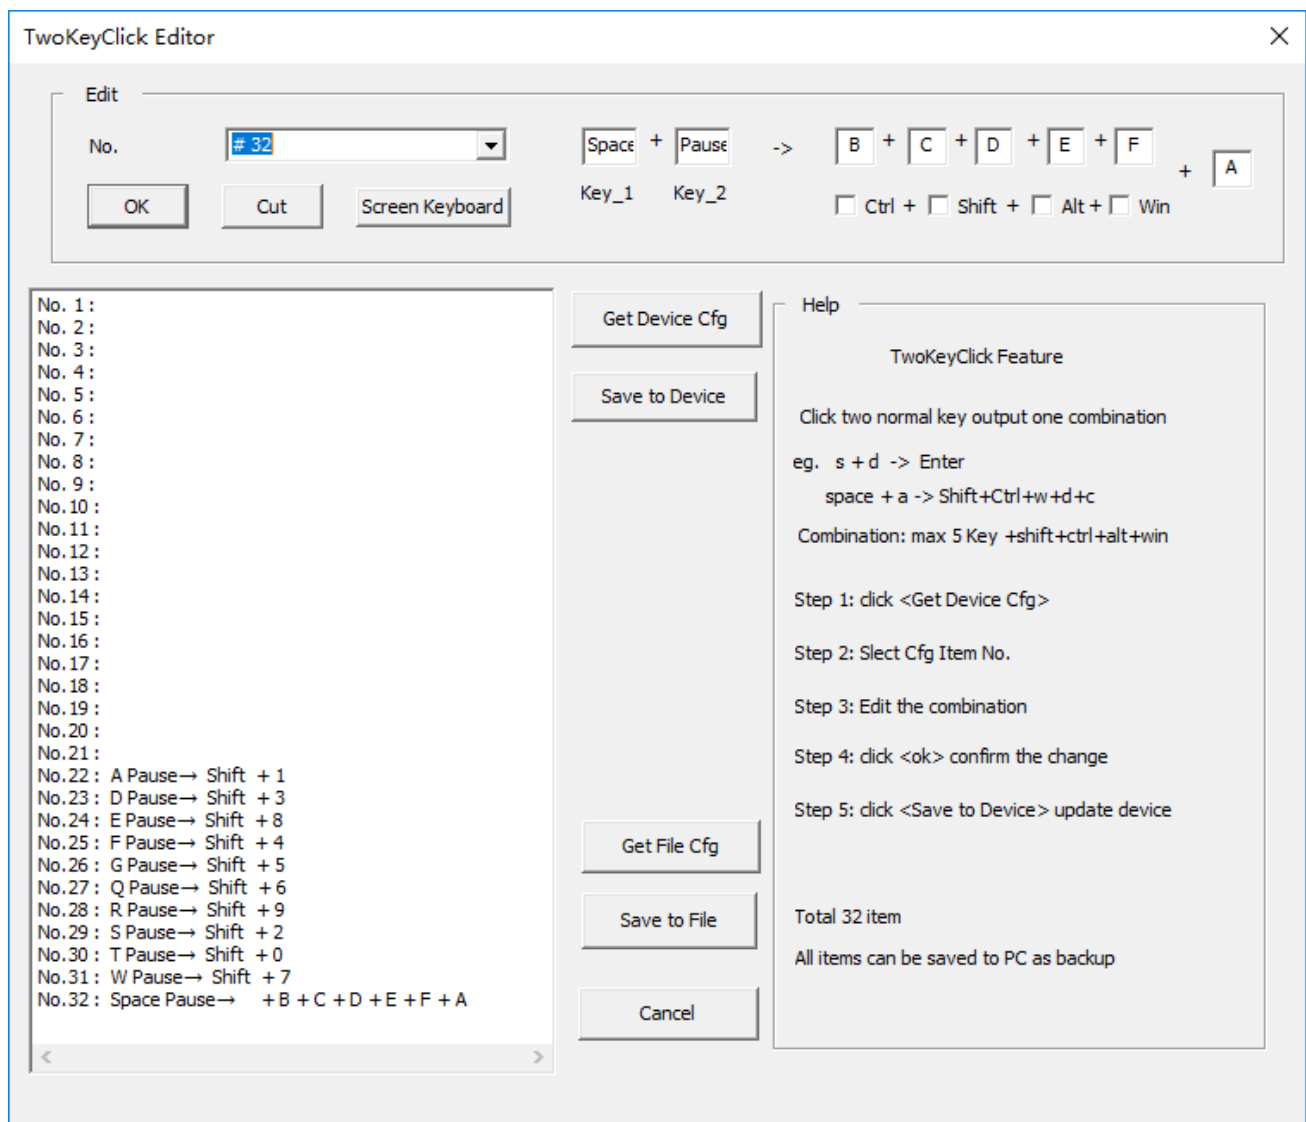 TwoKeyClick Editor
Edit
No.
# 32
Space + Pause -> B + C + D + E + F + A
Key_1 Key_2
Ctrl + Shift + Alt + Win
OK
Cut
Screen Keyboard
No. 1 :
No. 2 :
No. 3 :
No. 4 :
No. 5 :
No. 6 :
No. 7 :
No. 8 :
No. 9 :
No.10 :
No.11 :
No.12 :
No.13 :
No.14 :
No.15 :
No.16 :
No.17 :
No.18 :
No.19 :
No.20 :
No.21 :
No.22 : A Pause→ Shift + 1
No.23 : D Pause→ Shift + 3
No.24 : E Pause→ Shift + 8
No.25 : F Pause→ Shift + 4
No.26 : G Pause→ Shift + 5
No.27 : Q Pause→ Shift + 6
No.28 : R Pause→ Shift + 9
No.29 : S Pause→ Shift + 2
No.30 : T Pause→ Shift + 0
No.31 : W Pause→ Shift + 7
No.32 : Space Pause→ + B + C + D + E + F + A
Get Device Cfg
Save to Device
Get File Cfg
Save to File
Cancel
Help
TwoKeyClick Feature
Click two normal key output one combination
eg. s + d -> Enter
space + a -> Shift+Ctrl+w+d+c
Combination: max 5 Key +shift+ctrl+alt+win
Step 1: click <Get Device Cfg>
Step 2: Slect Cfg Item No.
Step 3: Edit the combination
Step 4: click <ok> confirm the change
Step 5: click <Save to Device> update device
Total 32 item
All items can be saved to PC as backup